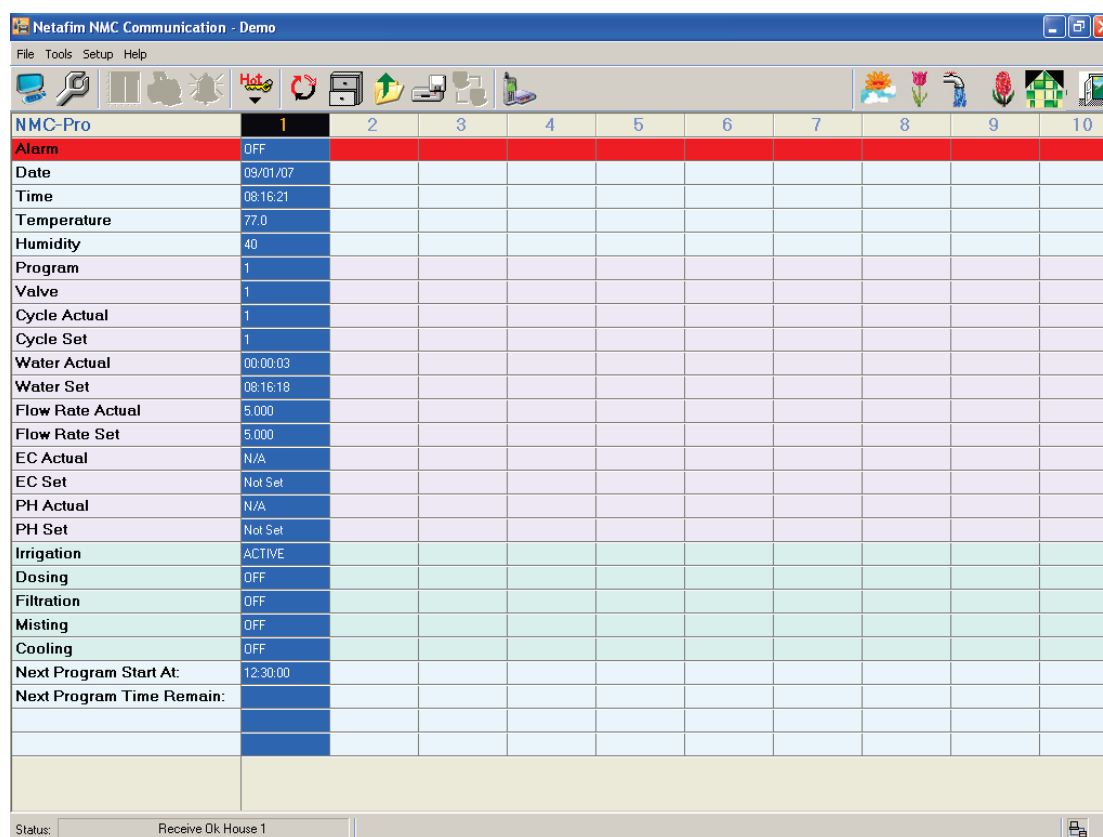 Netafim NMC Communication - Demo
File Tools Setup Help
Hot
NMC-Pro 1 2 3 4 5 6 7 8 9 10
Alarm OFF
Date 09/01/07
Time 08:16:21
Temperature 77.0
Humidity 40
Program 1
Valve 1
Cycle Actual 1
Cycle Set 1
Water Actual 00:00:03
Water Set 08:16:18
Flow Rate Actual 5.000
Flow Rate Set 5.000
EC Actual N/A
EC Set Not Set
PH Actual N/A
PH Set Not Set
Irrigation ACTIVE
Dosing OFF
Filtration OFF
Misting OFF
Cooling OFF
Next Program Start At: 12:30:00
Next Program Time Remain:
Status: Receive Ok House 1